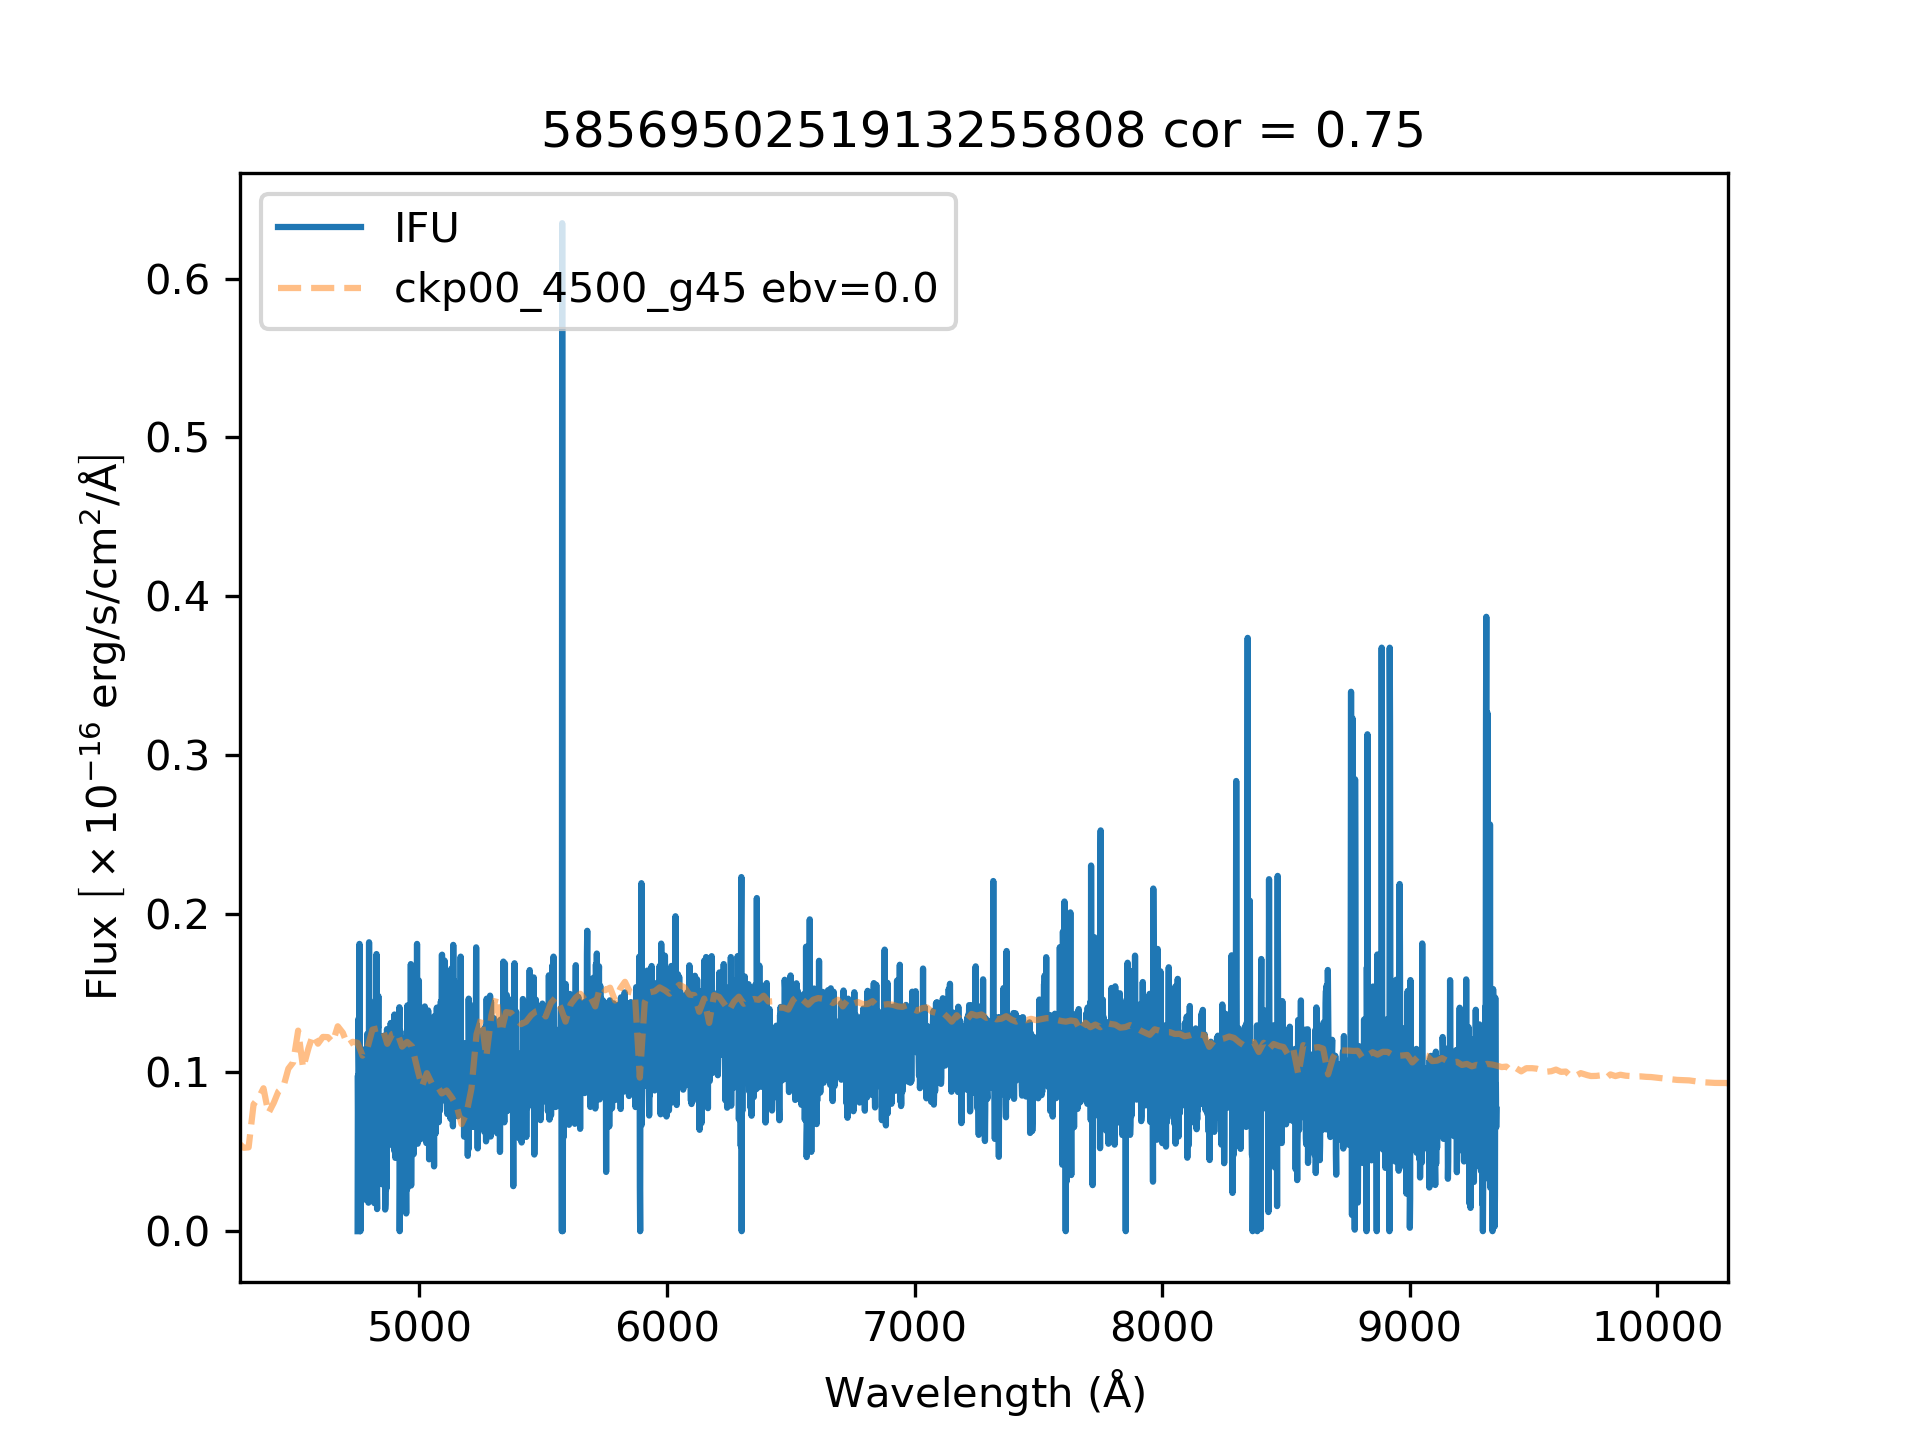 5856950251913255808 cor = 0.75
IFU
ckp00_4500_g45 ebv=0.0
Flux [ × 10⁻¹⁶ erg/s/cm²/Å]
0.6
0.5
0.4
0.3
0.2
0.1
0.0
5000 6000 7000 8000 9000 10000
Wavelength (Å)